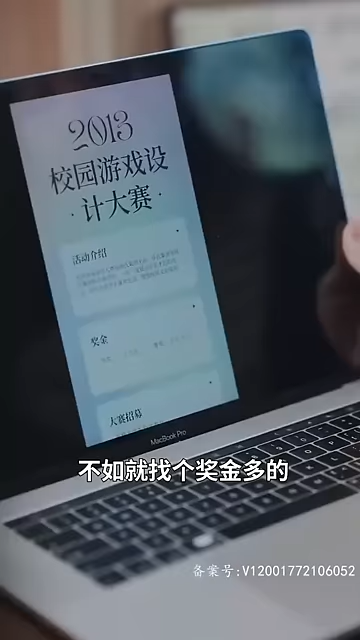 2013
校园游戏设
·计大赛·
活动介绍
奖金
大赛招募
MacBook Pro
不如就找个奖金多的
备案号:V12001772106052